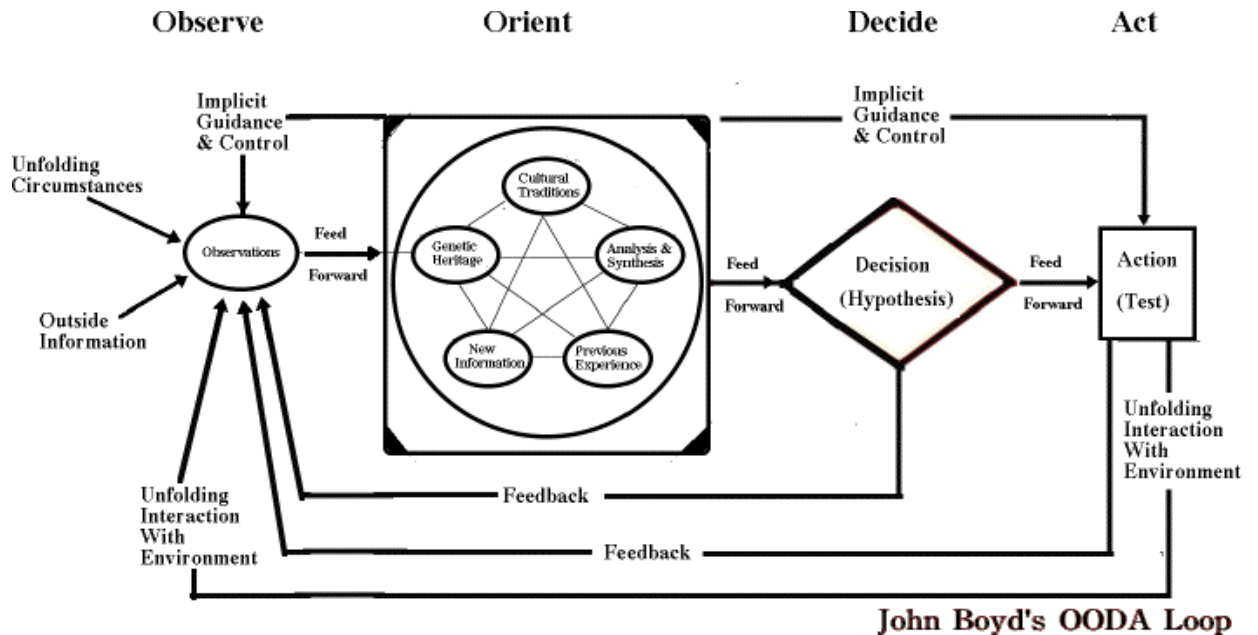 Observe
Orient
Decide
Act
Implicit
Guidance
& Control
Implicit
Guidance
& Control
Unfolding
Circumstances
Observations
Outside
Information
Feed
Forward
Cultural
Traditions
Genetic
Heritage
Analysis &
Synthesis
New
Information
Previous
Experience
Feed
Forward
Decision
(Hypothesis)
Feed
Forward
Action
(Test)
Unfolding
Interaction
With
Environment
Unfolding
Interaction
With
Environment
Feedback
Feedback
John Boyd's OODA Loop